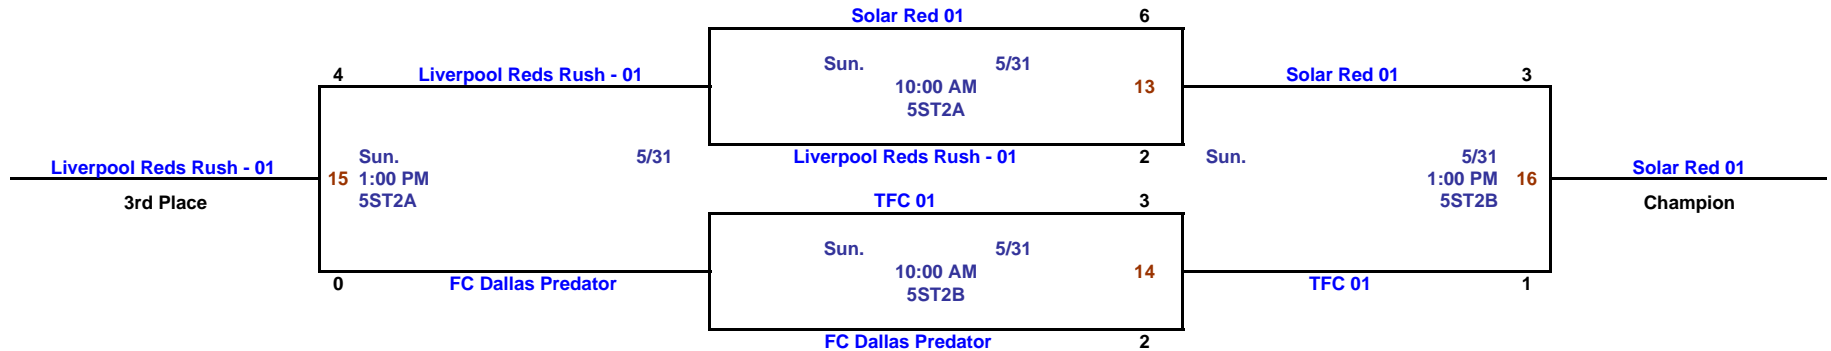 Solar Red 01 6
Sun. 5/31
4 Liverpool Reds Rush - 01 Solar Red 01 3
10:00 AM 13
5ST2A
Sun. 5/31 Liverpool Reds Rush - 01 2 Sun. 5/31
Liverpool Reds Rush - 01 Solar Red 01
15 1:00 PM 1:00 PM 16
3rd Place 5ST2A TFC 01 3 5ST2B Champion
Sun. 5/31
10:00 AM 14
0 FC Dallas Predator TFC 01 1
5ST2B
FC Dallas Predator 2